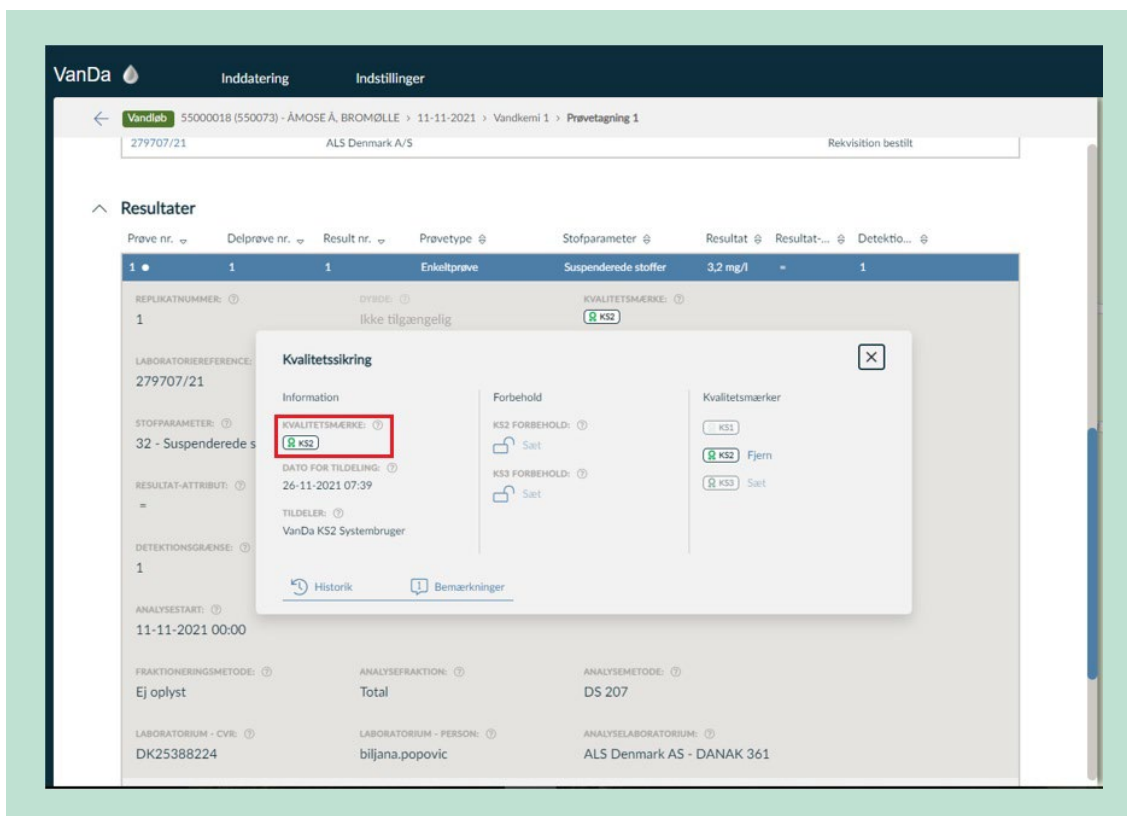 VanDa Inddatering Indstillinger
Vandløb 55000018 (550073) - ÅMOSE Å, BROMØLLE > 11-11-2021 > Vandkemi 1 > Prøvetagning 1
279707/21 ALS Denmark A/S Rekvisition bestilt
Resultater
Prøve nr. Delprøve nr. Result nr. Prøvetype Stofparameter Resultat Resultat-... Detektio...
1 1 1 Enkeltprøve Suspenderede stoffer 3,2 mg/l = 1
REPLIKATNUMMER: DYBDE: KVALITETSMÆRKE:
1 Ikke tilgængelig KS2
LABORATORIEREFERENCE:
279707/21
STOFPARAMETER:
32 - Suspenderede s
RESULTAT-ATTRIBUT:
=
DETEKTIONSGRÆNSE:
1
ANALYSESTART:
11-11-2021 00:00
Kvalitetssikring
Information Forbehold Kvalitetsmærker
KVALITETSMÆRKE: KS2 FORBEHOLD: KS1
KS2 Sæt KS2 Fjern
DATO FOR TILDELING: KS3 FORBEHOLD: KS3 Sæt
26-11-2021 07:39 Sæt
TILDELER:
VanDa KS2 Systembruger
Historik Bemærkninger
FRAKTIONERINGSMETODE: ANALYSEFRAKTION: ANALYSEMETODE:
Ej oplyst Total DS 207
LABORATORIUM - CVR: LABORATORIUM - PERSON: ANALYSELABORATORIUM:
DK25388224 biljana.popovic ALS Denmark AS - DANAK 361